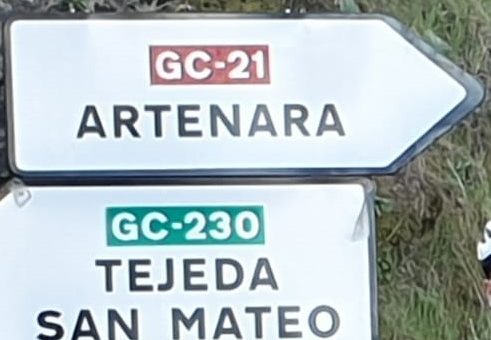 GC-21
ARTENARA
GC-230
TEJEDA
SAN MATEO